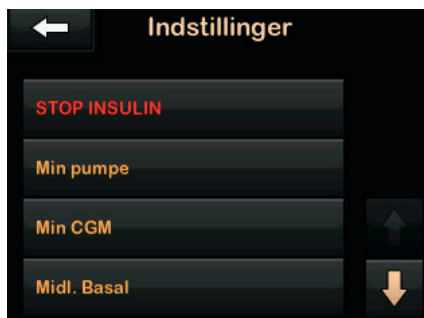 Indstillinger
STOP INSULIN
Min pumpe
Min CGM
Midl. Basal